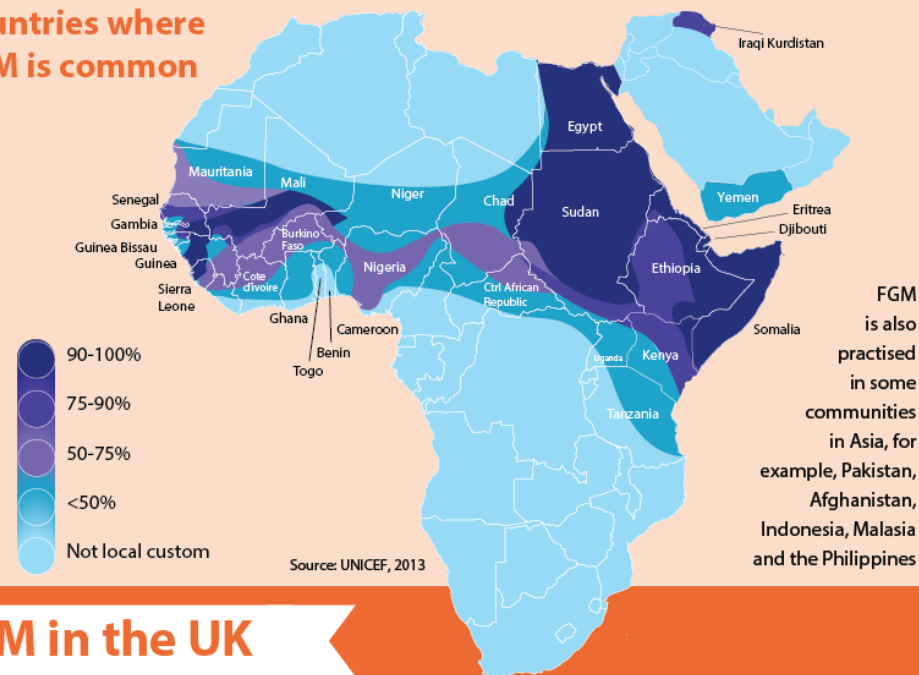 untries where
M is common
Iraqi Kurdistan
Egypt
Mauritania
Mali
Niger
Chad
Sudan
Yemen
Senegal
Gambia
Guinea Bissau
Guinea
Sierra
Leone
Burkino
Faso
Cote
d'ivoire
Nigeria
Ctrl African
Republic
Ethiopia
Eritrea
Djibouti
Somalia
Ghana
Togo
Benin
Cameroon
Uganda
Kenya
Tanzania
90-100%
75-90%
50-75%
<50%
Not local custom
Source: UNICEF, 2013
FGM
is also
practised
in some
communities
in Asia, for
example, Pakistan,
Afghanistan,
Indonesia, Malasia
and the Philippines
M in the UK